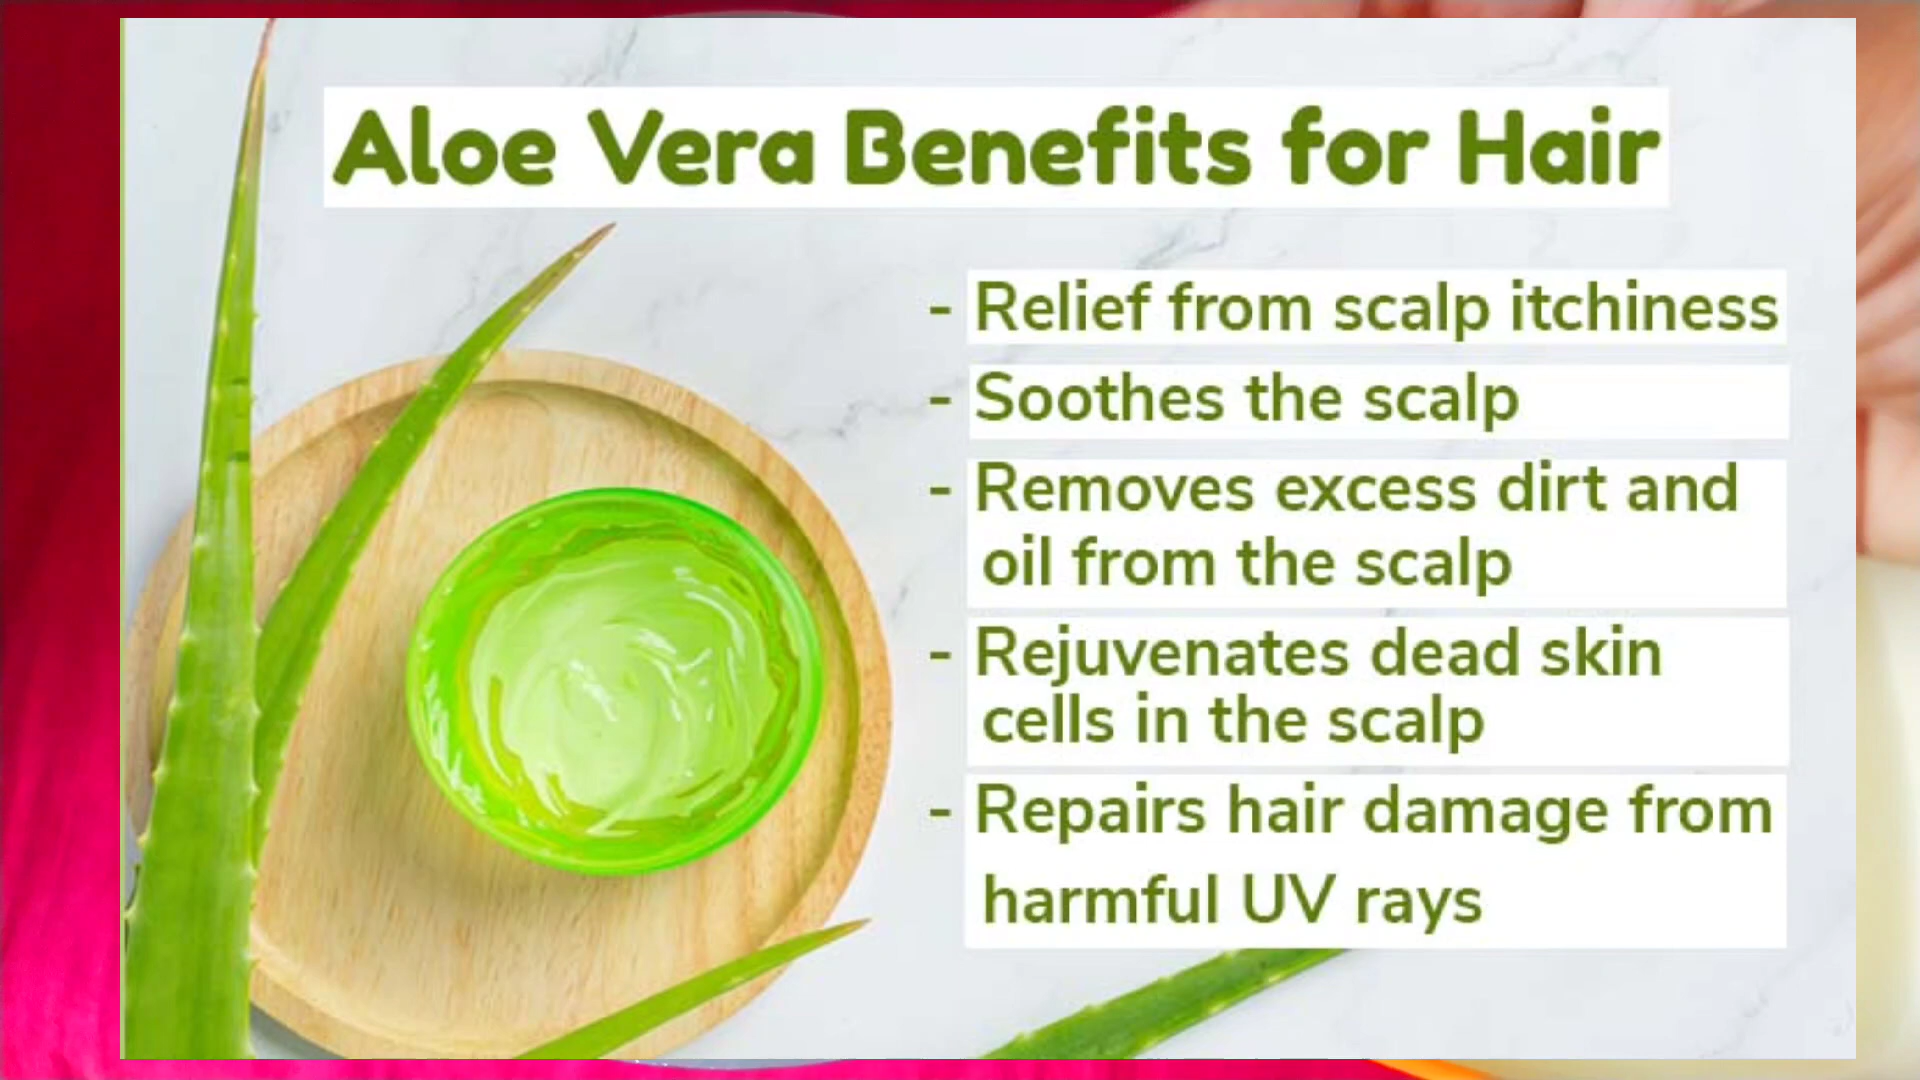 Aloe Vera Benefits for Hair
- Relief from scalp itchiness
- Soothes the scalp
- Removes excess dirt and
oil from the scalp
- Rejuvenates dead skin
cells in the scalp
- Repairs hair damage from
harmful UV rays